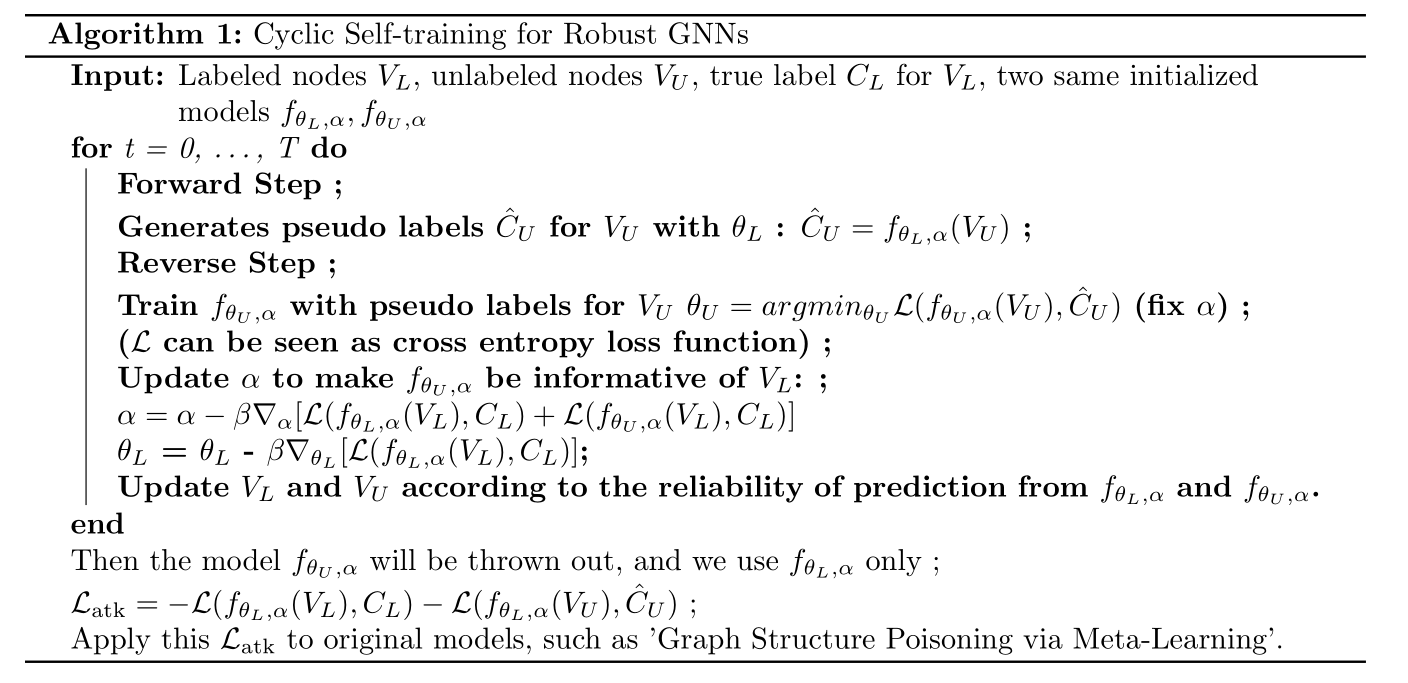 Algorithm 1: Cyclic Self-training for Robust GNNs
Input: Labeled nodes $V_L$, unlabeled nodes $V_U$, true label $C_L$ for $V_L$, two same initialized
models $f_{\theta_L,\alpha}, f_{\theta_U,\alpha}$
for t = 0, ..., T do
Forward Step ;
Generates pseudo labels $\hat{C}_U$ for $V_U$ with $\theta_L$ : $\hat{C}_U = f_{\theta_L,\alpha}(V_U)$ ;
Reverse Step ;
Train $f_{\theta_U,\alpha}$ with pseudo labels for $V_U$ $\theta_U = argmin_{\theta_U} \mathcal{L}(f_{\theta_U,\alpha}(V_U), \hat{C}_U)$ (fix $\alpha$) ;
($\mathcal{L}$ can be seen as cross entropy loss function) ;
Update $\alpha$ to make $f_{\theta_U,\alpha}$ be informative of $V_L$: ;
$\alpha = \alpha - \beta\nabla_\alpha[\mathcal{L}(f_{\theta_L,\alpha}(V_L), C_L) + \mathcal{L}(f_{\theta_U,\alpha}(V_L), C_L)]$
$\theta_L$ = $\theta_L$ - $\beta\nabla_{\theta_L}[\mathcal{L}(f_{\theta_L,\alpha}(V_L), C_L)]$;
Update $V_L$ and $V_U$ according to the reliability of prediction from $f_{\theta_L,\alpha}$ and $f_{\theta_U,\alpha}$.
end
Then the model $f_{\theta_U,\alpha}$ will be thrown out, and we use $f_{\theta_L,\alpha}$ only ;
$\mathcal{L}_{\text{atk}} = -\mathcal{L}(f_{\theta_L,\alpha}(V_L), C_L) - \mathcal{L}(f_{\theta_L,\alpha}(V_U), \hat{C}_U)$ ;
Apply this $\mathcal{L}_{\text{atk}}$ to original models, such as 'Graph Structure Poisoning via Meta-Learning'.